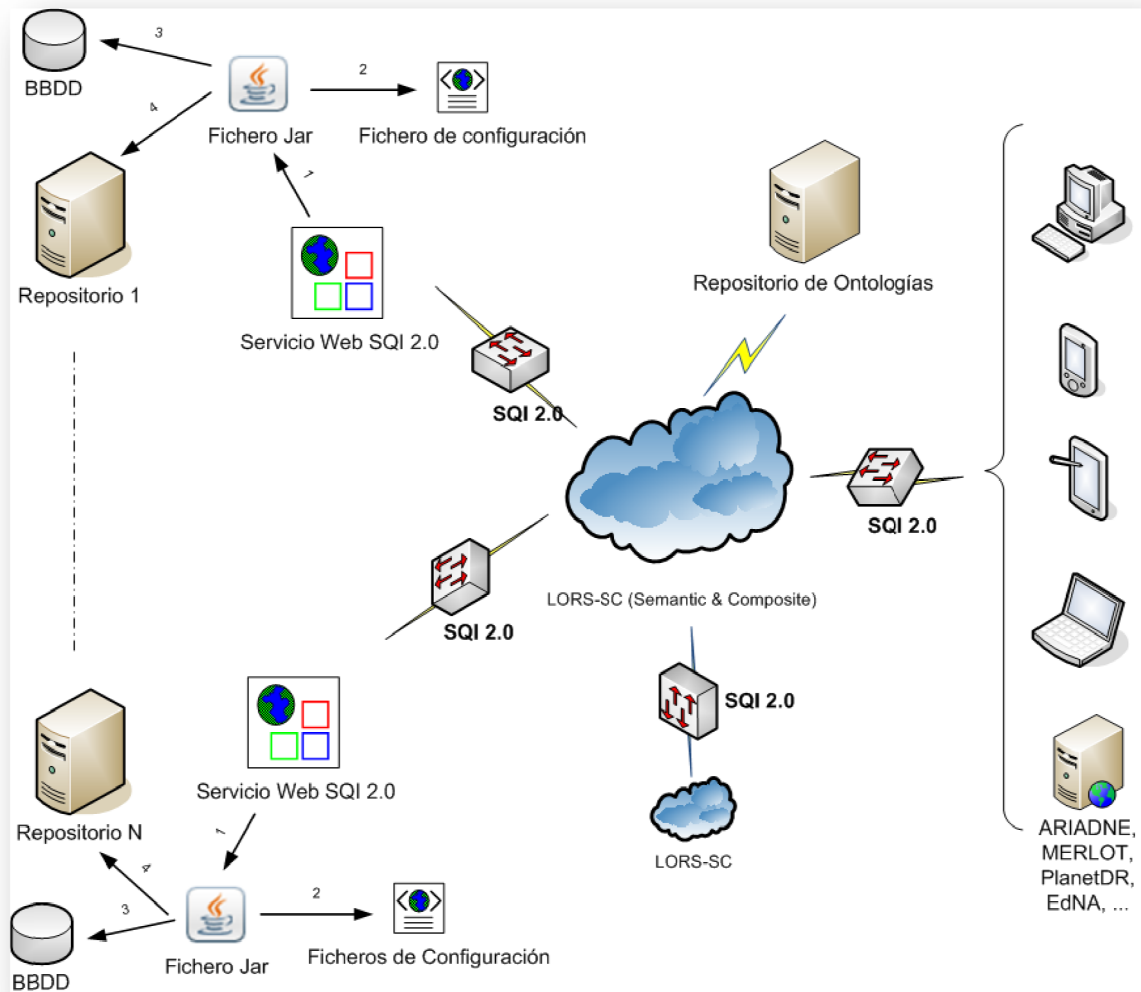 3
BBDD
2
4
Fichero Jar
Fichero de configuración
1
Repositorio 1
Servicio Web SQI 2.0
Repositorio de Ontologías
SQI 2.0
SQI 2.0
SQI 2.0
LORS-SC (Semantic & Composite)
SQI 2.0
LORS-SC
Servicio Web SQI 2.0
Repositorio N
1
4
2
3
Fichero Jar
Ficheros de Configuración
BBDD
ARIADNE,
MERLOT,
PlanetDR,
EdNA, ...